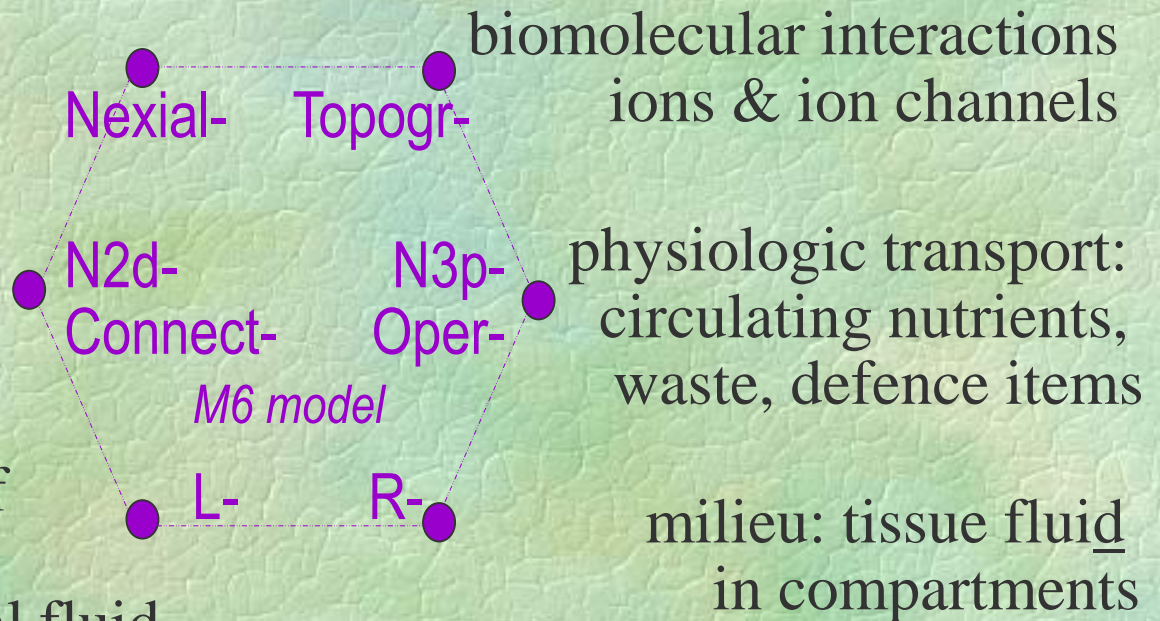 biomolecular interactions
ions & ion channels
Nexial- Topogr-
physiologic transport:
circulating nutrients,
waste, defence items
N2d- N3p-
Connect- Oper-
M6 model
L- R-
milieu: tissue fluid
in compartments
fluid